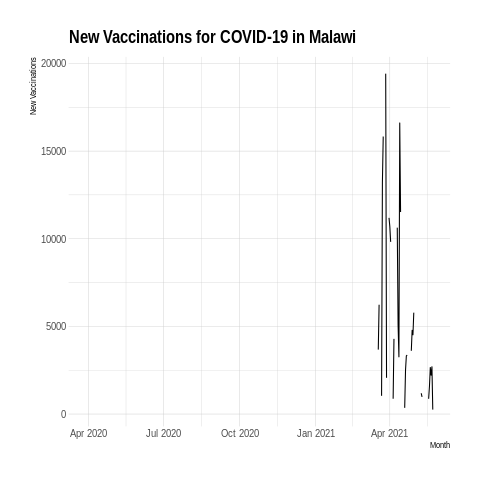 New Vaccinations for COVID-19 in Malawi
New Vaccinations
20000
15000
10000
5000
0
Apr 2020 Jul 2020 Oct 2020 Jan 2021 Apr 2021
Month